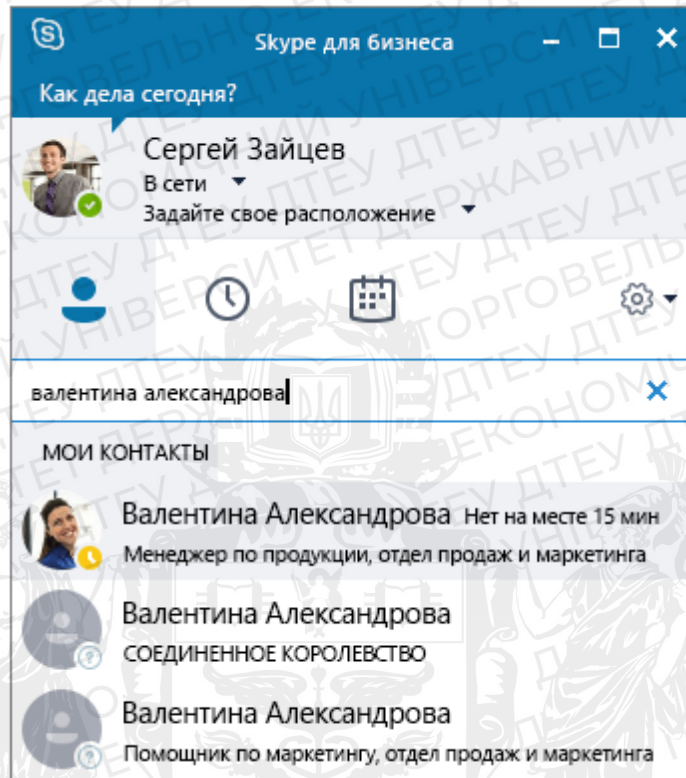 Skype для бизнеса
Как дела сегодня?
Сергей Зайцев
В сети
Задайте свое расположение
валентина александрова
МОИ КОНТАКТЫ
Валентина Александрова Нет на месте 15 мин
Менеджер по продукции, отдел продаж и маркетинга
Валентина Александрова
СОЕДИНЕННОЕ КОРОЛЕВСТВО
Валентина Александрова
Помощник по маркетингу, отдел продаж и маркетинга